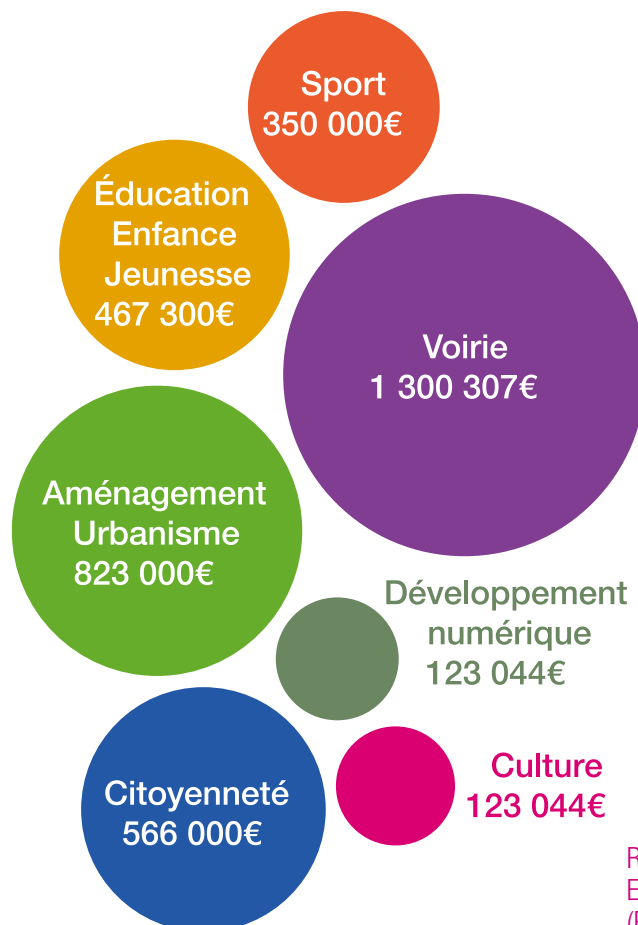 Sport
350 000€
Éducation
Enfance
Jeunesse
467 300€
Voirie
1 300 307€
Aménagement
Urbanisme
823 000€
Développement
numérique
123 044€
Citoyenneté
566 000€
Culture
123 044€
R
E